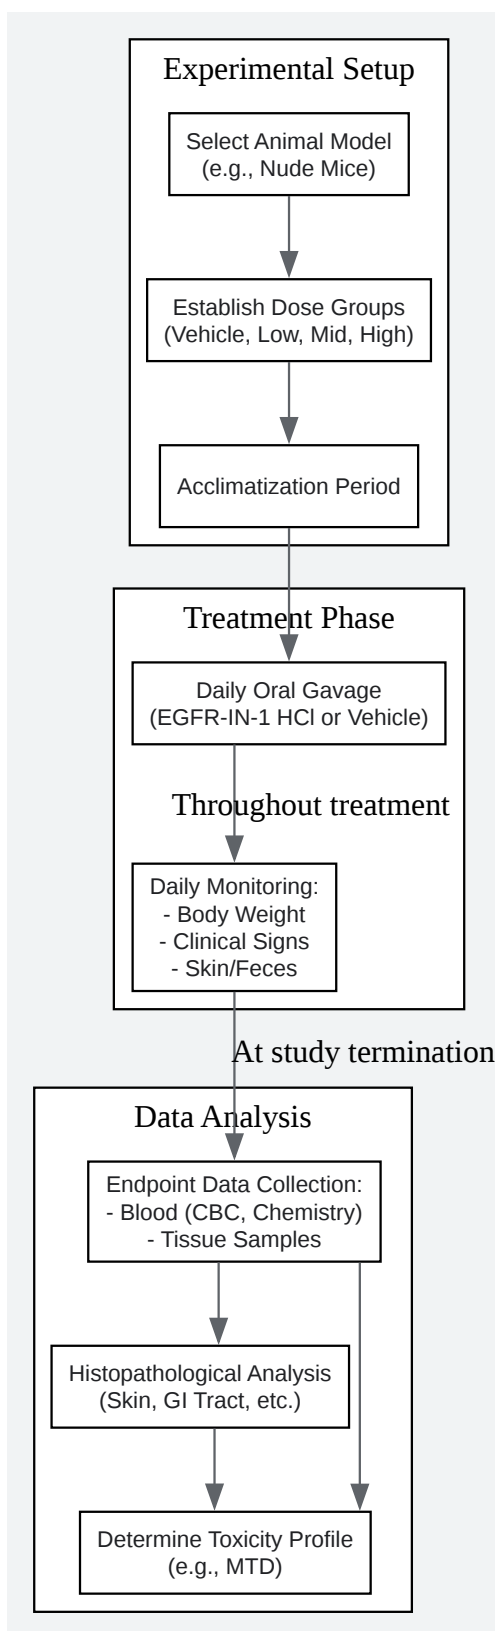 Experimental Setup
Select Animal Model
(e.g., Nude Mice)
Establish Dose Groups
(Vehicle, Low, Mid, High)
Acclimatization Period
Treatment Phase
Daily Oral Gavage
(EGFR-IN-1 HCl or Vehicle)
Throughout treatment
Daily Monitoring:
- Body Weight
- Clinical Signs
- Skin/Feces
At study termination
Data Analysis
Endpoint Data Collection:
- Blood (CBC, Chemistry)
- Tissue Samples
Histopathological Analysis
(Skin, GI Tract, etc.)
Determine Toxicity Profile
(e.g., MTD)